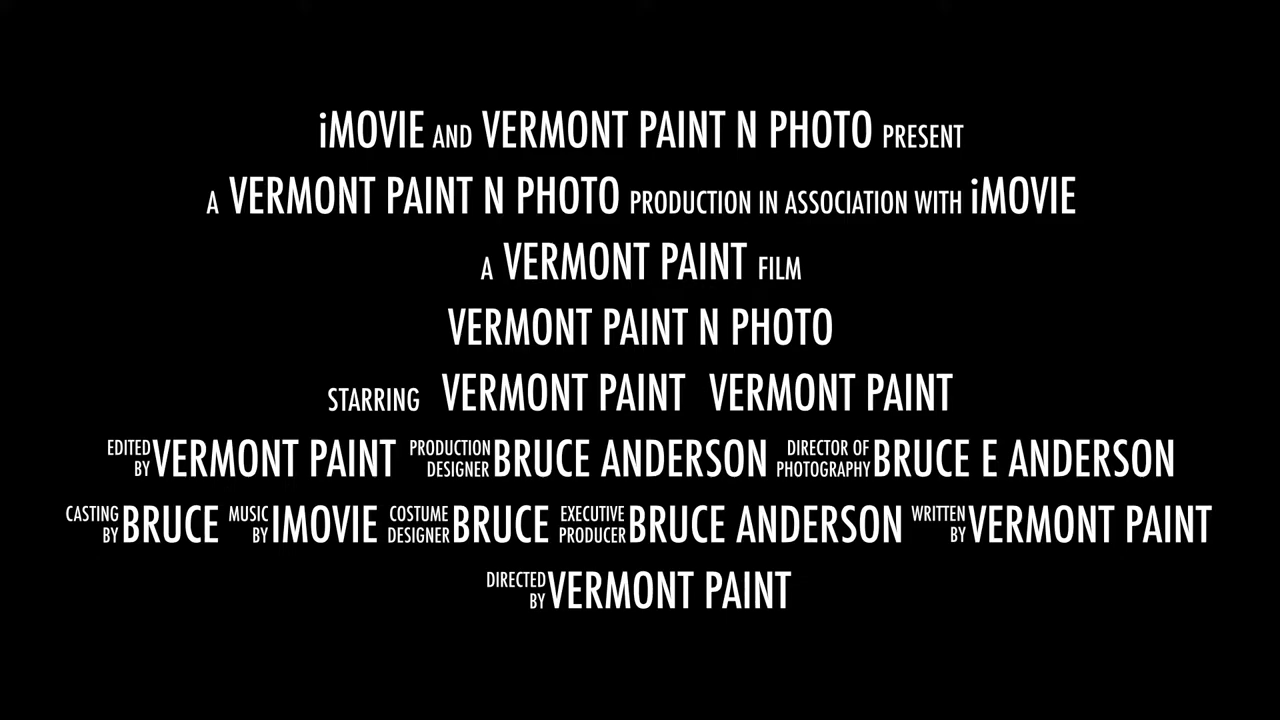 iMOVIE AND VERMONT PAINT N PHOTO PRESENT
A VERMONT PAINT N PHOTO PRODUCTION IN ASSOCIATION WITH iMOVIE
A VERMONT PAINT FILM
VERMONT PAINT N PHOTO
STARRING VERMONT PAINT VERMONT PAINT
EDITED BY VERMONT PAINT PRODUCTION DESIGNER BRUCE ANDERSON DIRECTOR OF PHOTOGRAPHY BRUCE E ANDERSON
CASTING BY BRUCE MUSIC BY IMOVIE COSTUME DESIGNER BRUCE EXECUTIVE PRODUCER BRUCE ANDERSON WRITTEN BY VERMONT PAINT
DIRECTED BY VERMONT PAINT